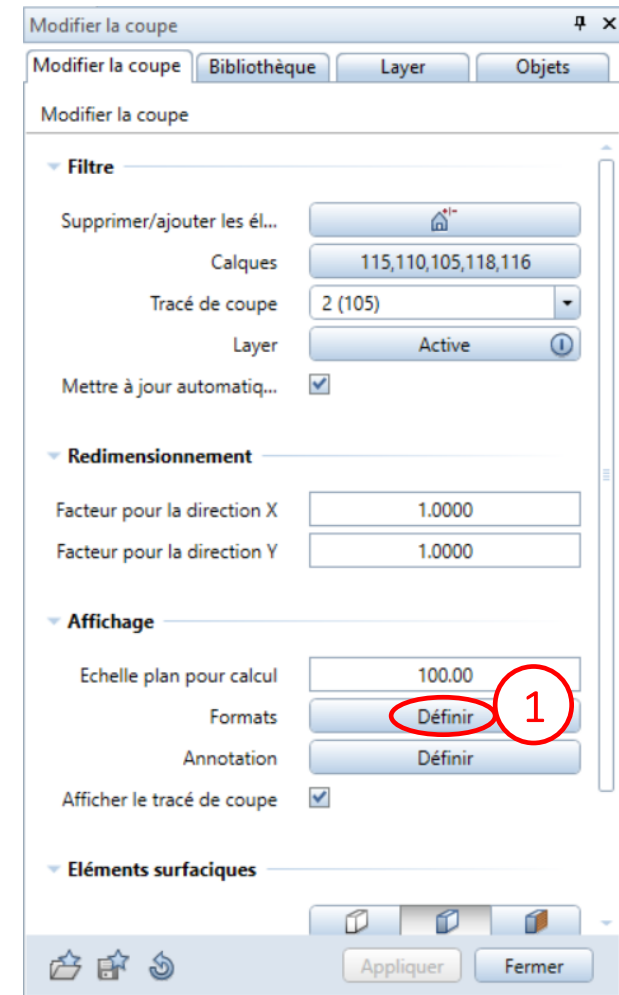 Modifier la coupe
Modifier la coupe Bibliothèque Layer Objets
Modifier la coupe
Filtre
Supprimer/ajouter les él...
Calques 115,110,105,118,116
Tracé de coupe 2 (105)
Layer Active
Mettre à jour automatiq...
Redimensionnement
Facteur pour la direction X 1.0000
Facteur pour la direction Y 1.0000
Affichage
Echelle plan pour calcul 100.00
Formats Définir 1
Annotation Définir
Afficher le tracé de coupe
Eléments surfaciques
Appliquer Fermer